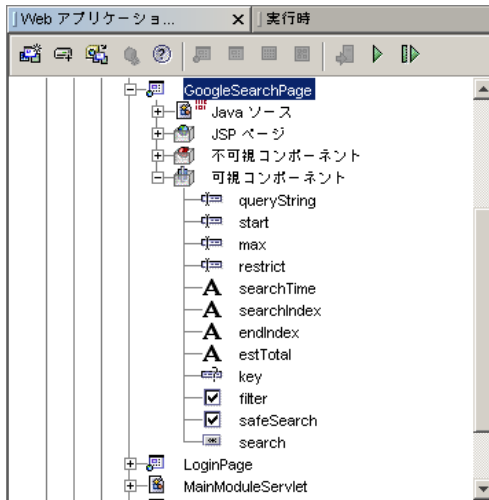 Web アプリケーショ...
実行時
GoogleSearchPage
Java ソース
JSP ページ
不可視コンポーネント
可視コンポーネント
queryString
start
max
restrict
searchTime
searchIndex
endIndex
estTotal
key
filter
safeSearch
search
LoginPage
MainModuleServlet